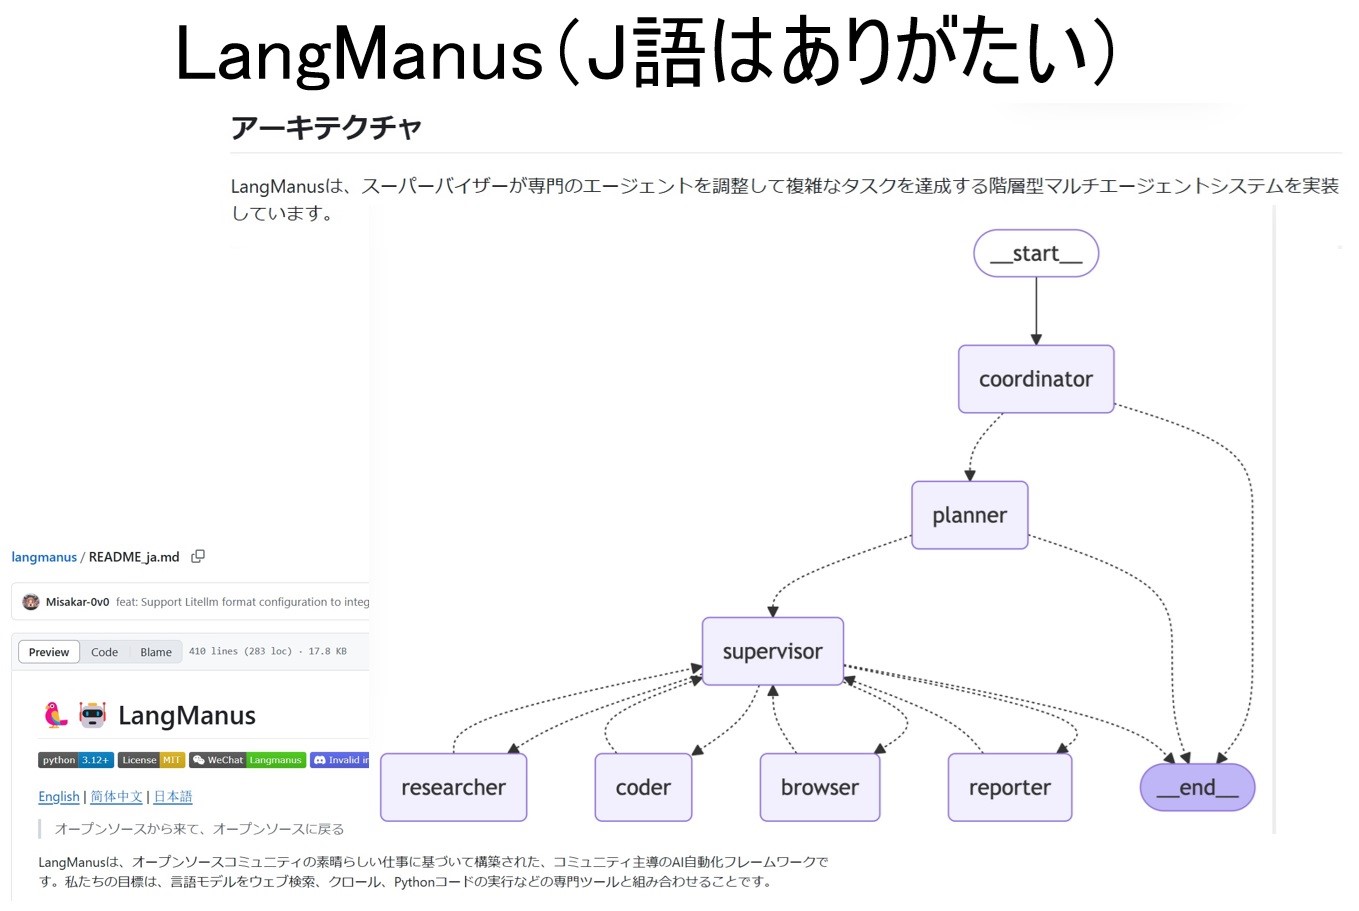 LangManus（J語はありがたい）
アーキテクチャ
LangManusは、スーパーバイザーが専門のエージェントを調整して複雑なタスクを達成する階層型マルチエージェントシステムを実装
しています。
__start__
coordinator
planner
supervisor
researcher
coder
browser
reporter
__end__
langmanus / README_ja.md
Misakar-0v0 feat: Support Litellm format configuration to integ
Preview Code Blame 410 lines (283 loc) · 17.8 KB
LangManus
python 3.12+ License MIT WeChat Langmanus Invalid in
English | 简体中文 | 日本語
オープンソースから来て、オープンソースに戻る
LangManusは、オープンソースコミュニティの素晴らしい仕事に基づいて構築された、コミュニティ主導のAI自動化フレームワークで
す。私たちの目標は、言語モデルをウェブ検索、クロール、Pythonコードの実行などの専門ツールと組み合わせることです。